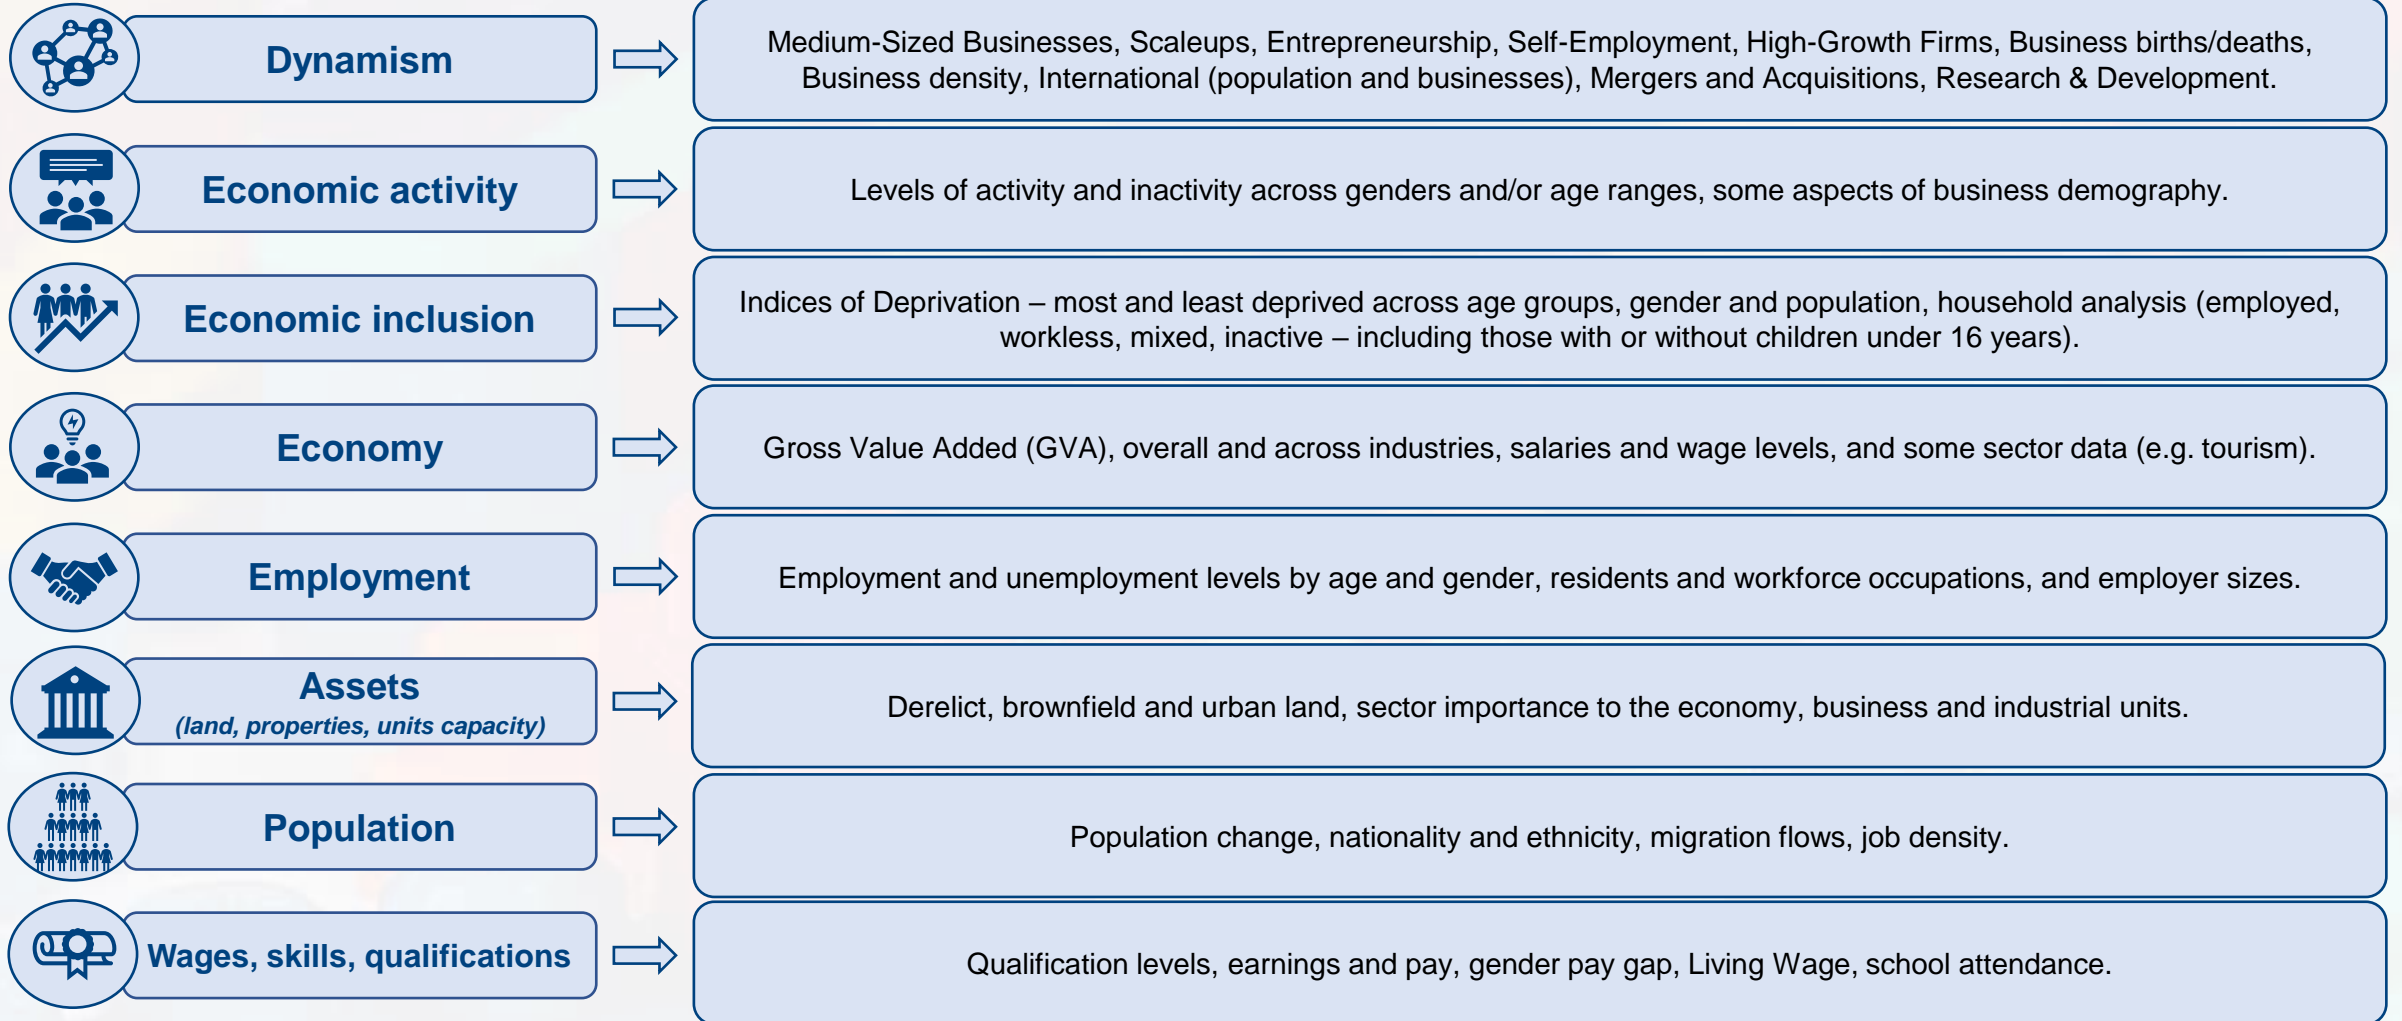 Dynamism
Medium-Sized Businesses, Scaleups, Entrepreneurship, Self-Employment, High-Growth Firms, Business births/deaths,
Business density, International (population and businesses), Mergers and Acquisitions, Research & Development.
Economic activity
Levels of activity and inactivity across genders and/or age ranges, some aspects of business demography.
Economic inclusion
Indices of Deprivation – most and least deprived across age groups, gender and population, household analysis (employed,
workless, mixed, inactive – including those with or without children under 16 years).
Economy
Gross Value Added (GVA), overall and across industries, salaries and wage levels, and some sector data (e.g. tourism).
Employment
Employment and unemployment levels by age and gender, residents and workforce occupations, and employer sizes.
Assets
(land, properties, units capacity)
Derelict, brownfield and urban land, sector importance to the economy, business and industrial units.
Population
Population change, nationality and ethnicity, migration flows, job density.
Wages, skills, qualifications
Qualification levels, earnings and pay, gender pay gap, Living Wage, school attendance.